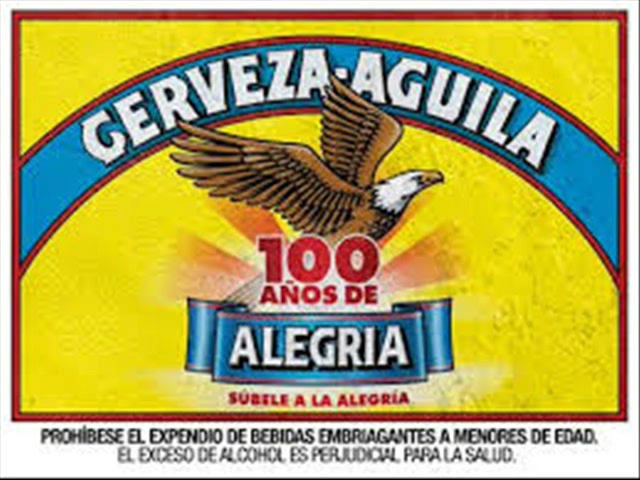 CERVEZA-AGUILA
100
AÑOS DE
ALEGRIA
SÚBELE A LA ALEGRÍA
PROHÍBESE EL EXPENDIO DE BEBIDAS EMBRIAGANTES A MENORES DE EDAD.
EL EXCESO DE ALCOHOL ES PERJUDICIAL PARA LA SALUD.